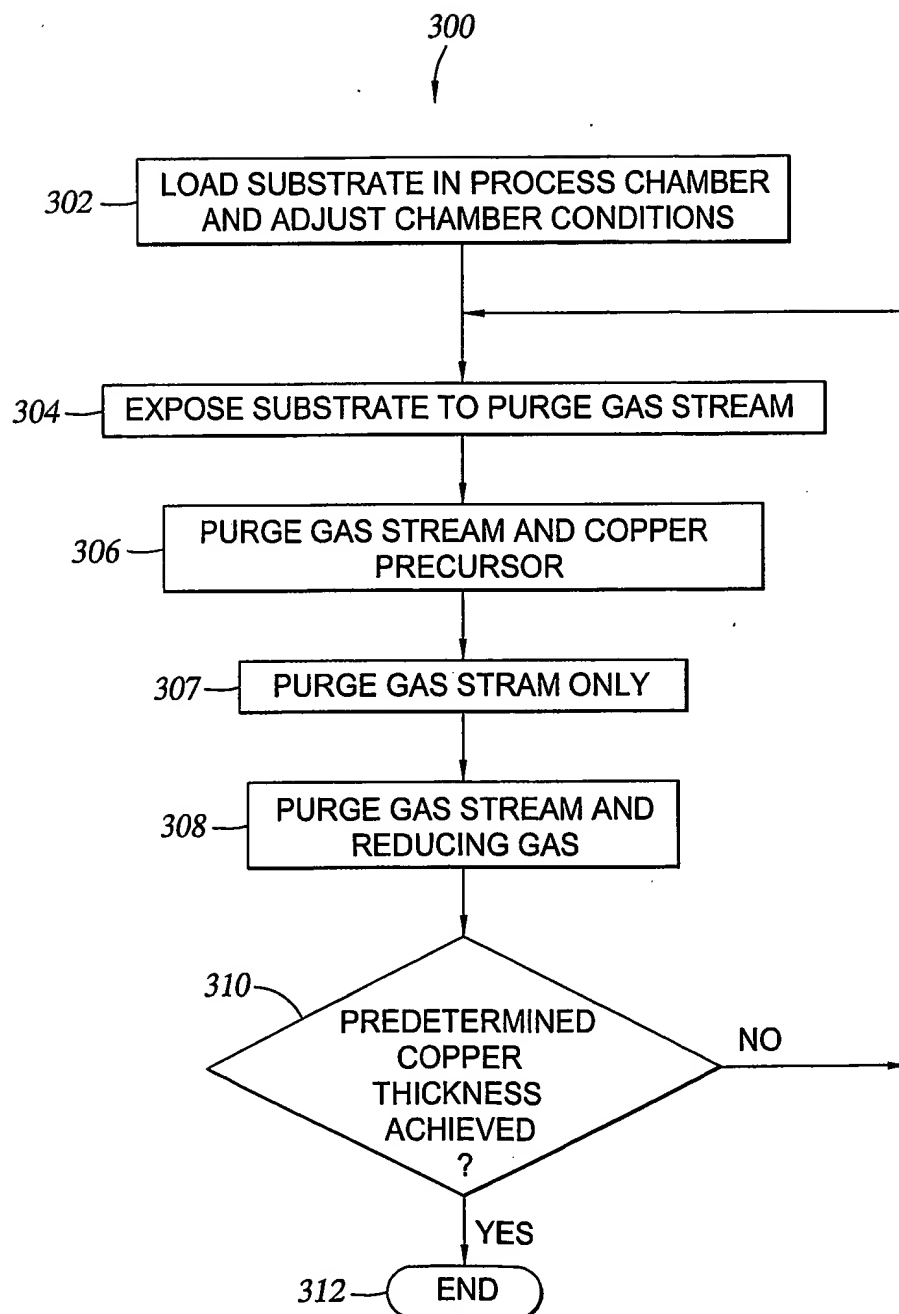 300
302
LOAD SUBSTRATE IN PROCESS CHAMBER
AND ADJUST CHAMBER CONDITIONS
304
EXPOSE SUBSTRATE TO PURGE GAS STREAM
306
PURGE GAS STREAM AND COPPER
PRECURSOR
307
PURGE GAS STRAM ONLY
308
PURGE GAS STREAM AND
REDUCING GAS
310
PREDETERMINED
COPPER
THICKNESS
ACHIEVED
?
NO
YES
312
END